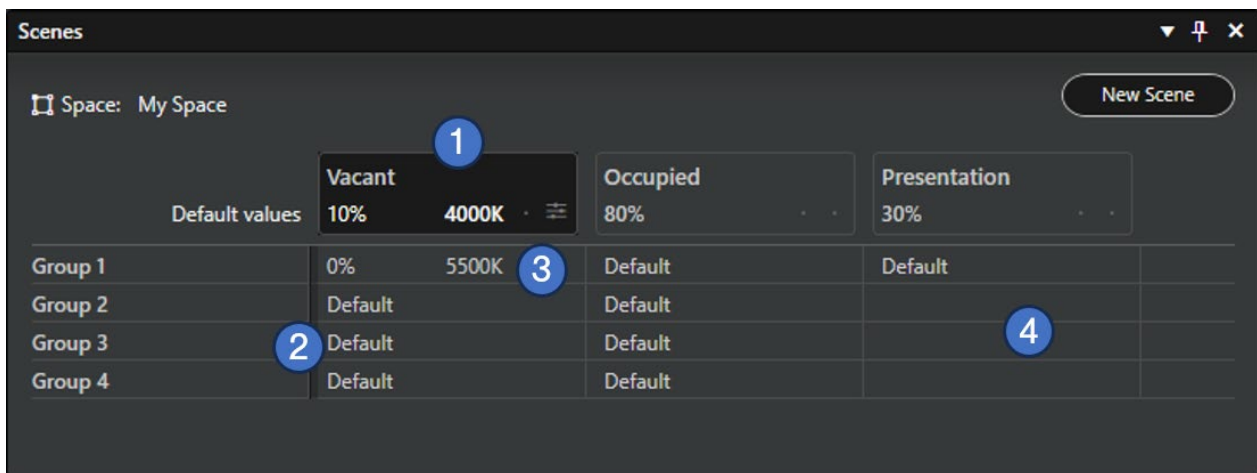 Scenes
Space: My Space
New Scene
1
Vacant Occupied Presentation
Default values 10% 4000K 80% 30%
Group 1 0% 5500K 3 Default Default
Group 2 Default Default
Group 3 2 Default Default 4
Group 4 Default Default